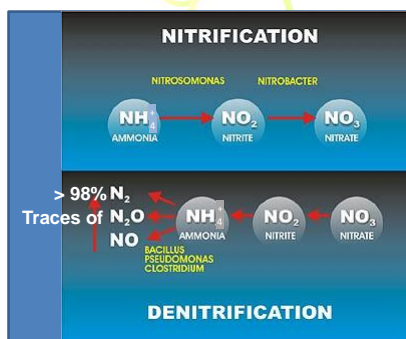 NITRIFICATION
NITROSOMONAS NITROBACTER
NH₄⁺ NO₂ NO₃
AMMONIA NITRITE NITRATE
> 98% N₂
Traces of N₂O NH₄⁺ NO₂ NO₃
NO AMMONIA NITRITE NITRATE
BACILLUS
PSEUDOMONAS
CLOSTRIDIUM
DENITRIFICATION